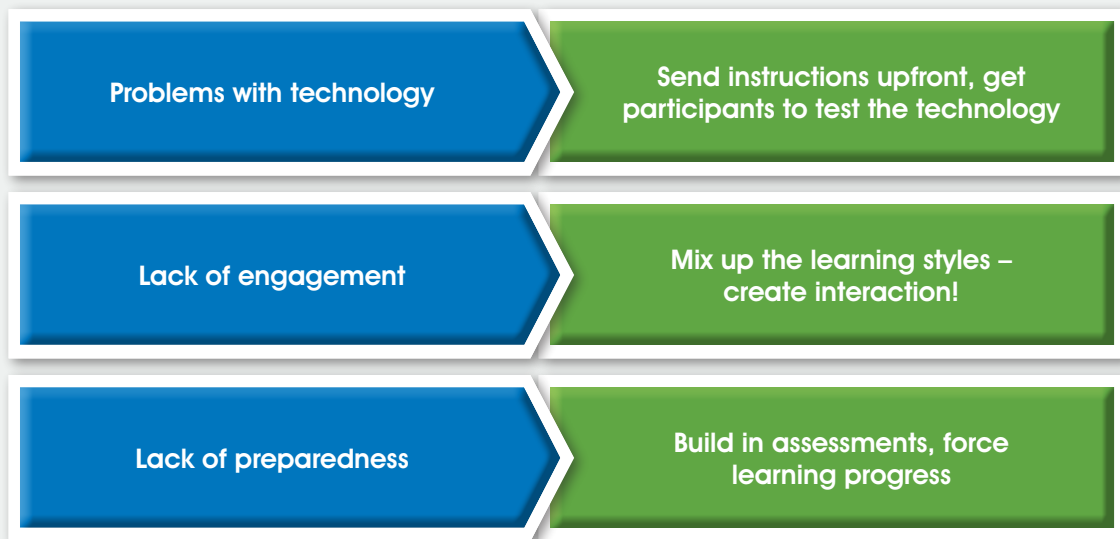 Problems with technology
Send instructions upfront, get
participants to test the technology
Lack of engagement
Mix up the learning styles –
create interaction!
Lack of preparedness
Build in assessments, force
learning progress